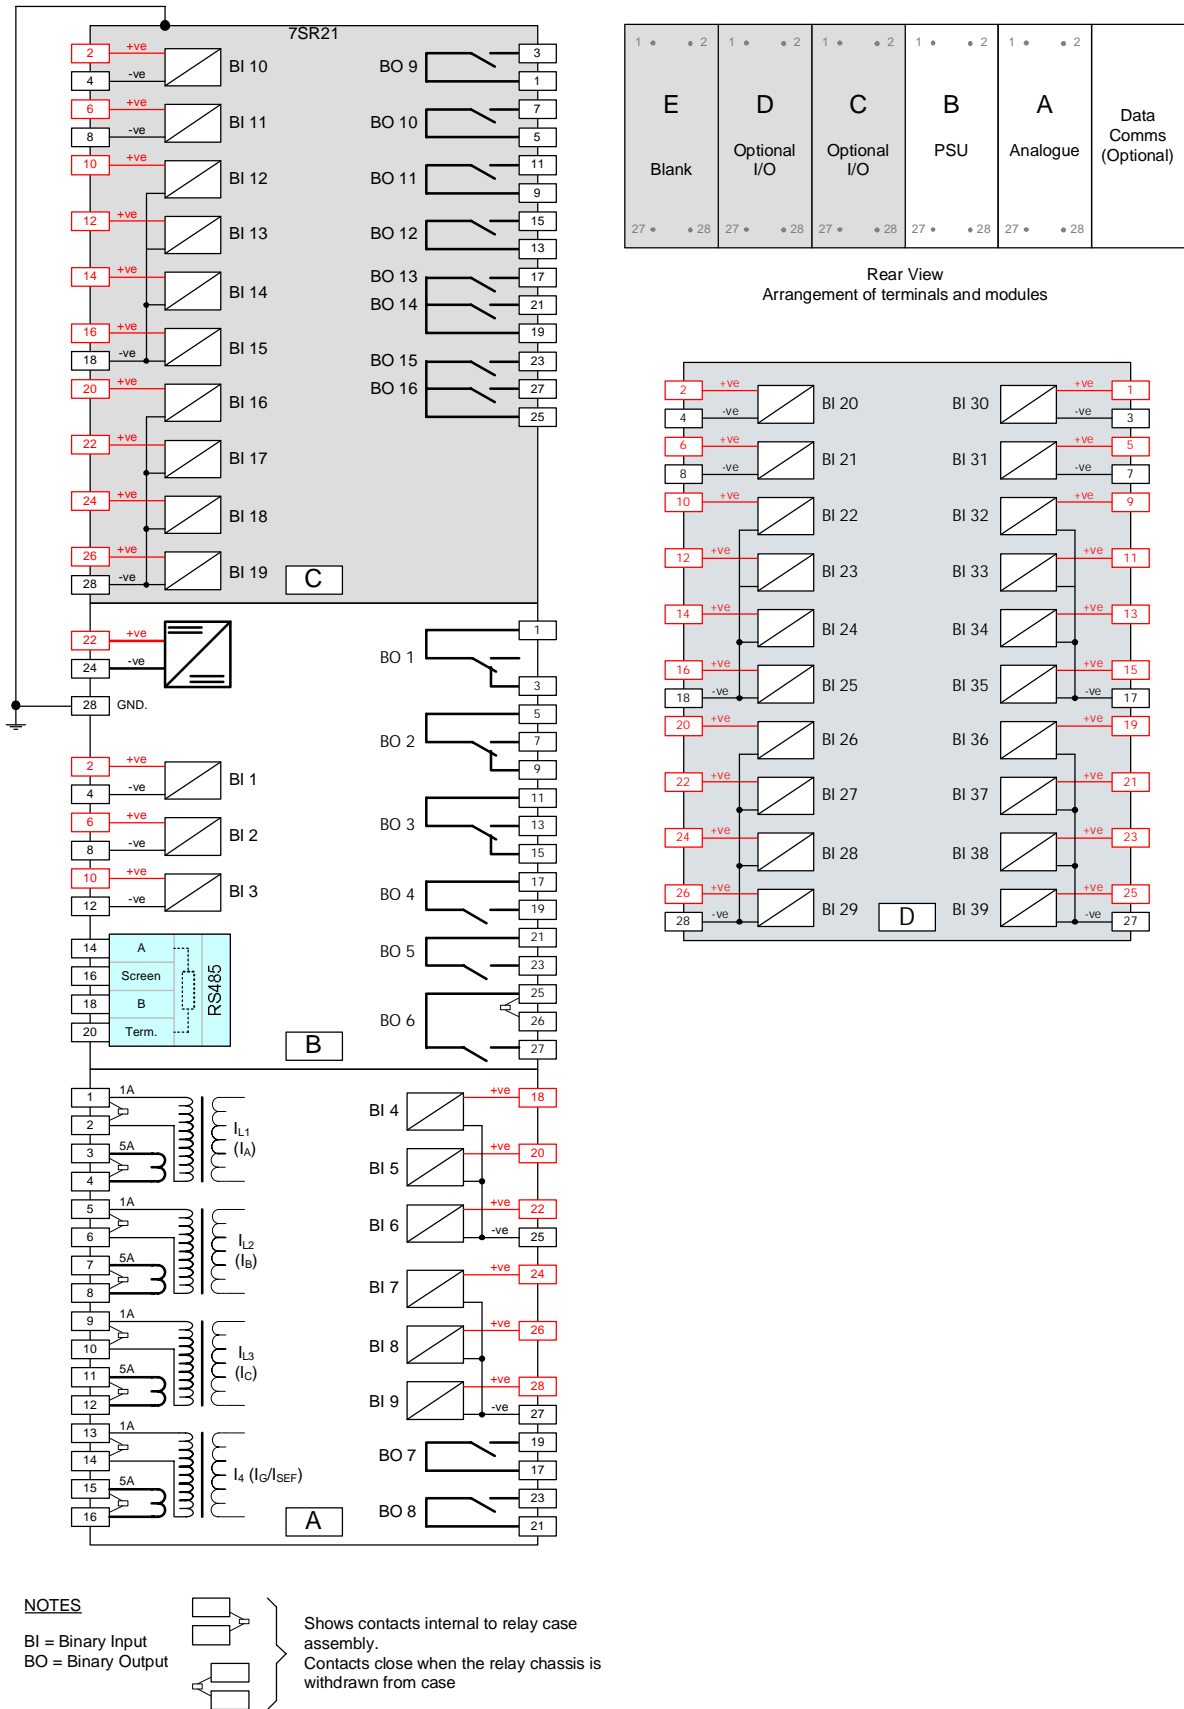 7SR21
2 +ve BI 10 BO 9 3
4 -ve 1
6 +ve BI 11 BO 10 7
8 -ve 5
10 +ve BI 12 BO 11 11
9
12 +ve BI 13 BO 12 15
13
14 +ve BI 14 BO 13 17
BO 14 21
16 +ve BI 15 19
18 -ve BO 15 23
20 +ve BI 16 BO 16 27
25
22 +ve BI 17
24 +ve BI 18
26 +ve BI 19
28 -ve C
22 +ve BO 1 1
24 -ve 3
28 GND.
BO 2 5
7
9
2 +ve BI 1
4 -ve
BO 3 11
13
15
6 +ve BI 2
8 -ve
10 +ve BI 3
12 -ve
BO 4 17
19
14 A RS485
16 Screen
18 B
20 Term.
BO 5 21
23
BO 6 25
26
27
B
1 1A IL1
2 (IA)
3 5A
4
5 1A IL2
6 (IB)
7 5A
8
9 1A IL3
10 (IC)
11 5A
12
13 1A
14 I4 (IG/ISEF)
15 5A
16
BI 4 +ve 18
BI 5 +ve 20
BI 6 +ve 22
-ve 25
BI 7 +ve 24
BI 8 +ve 26
BI 9 +ve 28
-ve 27
BO 7 19
17
BO 8 23
21
A
1 2 1 2 1 2 1 2 1 2
E D C B A
Blank Optional I/O Optional I/O PSU Analogue
Data
Comms
(Optional)
27 28 27 28 27 28 27 28 27 28
Rear View
Arrangement of terminals and modules
2 +ve BI 20 BI 30 +ve 1
4 -ve -ve 3
6 +ve BI 21 BI 31 +ve 5
8 -ve -ve 7
10 +ve BI 22 BI 32 +ve 9
12 +ve BI 23 BI 33 +ve 11
14 +ve BI 24 BI 34 +ve 13
16 +ve BI 25 BI 35 +ve 15
18 -ve -ve 17
20 +ve BI 26 BI 36 +ve 19
22 +ve BI 27 BI 37 +ve 21
24 +ve BI 28 BI 38 +ve 23
26 +ve BI 29 BI 39 +ve 25
28 -ve D -ve 27
NOTES
BI = Binary Input
BO = Binary Output
Shows contacts internal to relay case
assembly.
Contacts close when the relay chassis is
withdrawn from case